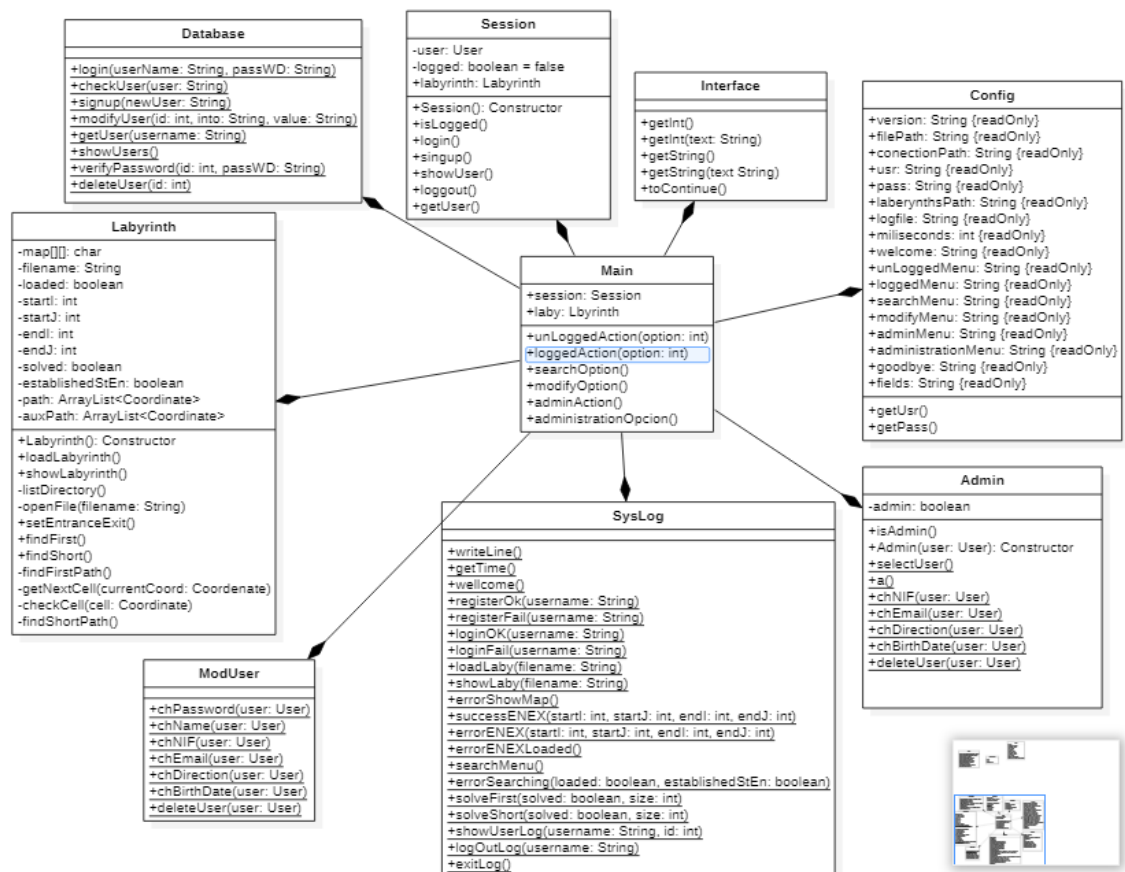 Database
+login(userName: String, passWD: String)
+checkUser(user: String)
+signup(newUser: String)
+modifyUser(id: int, into: String, value: String)
+getUser(username: String)
+showUsers()
+verifyPassword(id: int, passWD: String)
+deleteUser(id: int)
Session
-user: User
-logged: boolean = false
+labyrinth: Labyrinth
+Session(): Constructor
+isLogged()
+login()
+singup()
+showUser()
+loggout()
+getUser()
Interface
+getInt()
+getInt(text: String)
+getString()
+getString(text String)
+toContinue()
Config
+version: String {readOnly}
+filePath: String {readOnly}
+conectionPath: String {readOnly}
+usr: String {readOnly}
+pass: String {readOnly}
+laberynthsPath: String {readOnly}
+logfile: String {readOnly}
+miliseconds: int {readOnly}
+welcome: String {readOnly}
+unLoggedMenu: String {readOnly}
+loggedMenu: String {readOnly}
+searchMenu: String {readOnly}
+modifyMenu: String {readOnly}
+adminMenu: String {readOnly}
+administrationMenu: String {readOnly}
+goodbye: String {readOnly}
+fields: String {readOnly}
+getUsr()
+getPass()
Labyrinth
-map[][]: char
-filename: String
-loaded: boolean
-startI: int
-startJ: int
-endI: int
-endJ: int
-solved: boolean
-establishedStEn: boolean
-path: ArrayList<Coordinate>
-auxPath: ArrayList<Coordinate>
+Labyrinth(): Constructor
+loadLabyrinth()
+showLabyrinth()
-listDirectory()
-openFile(filename: String)
+setEntranceExit()
+findFirst()
+findShort()
-findFirstPath()
-getNextCell(currentCoord: Coordenate)
-checkCell(cell: Coordinate)
-findShortPath()
Main
+session: Session
+laby: Lbyrinth
+unLoggedAction(option: int)
+loggedAction(option: int)
+searchOption()
+modifyOption()
+adminAction()
+administrationOpcion()
Admin
-admin: boolean
+isAdmin()
+Admin(user: User): Constructor
+selectUser()
+a()
+chNIF(user: User)
+chEmail(user: User)
+chDirection(user: User)
+chBirthDate(user: User)
+deleteUser(user: User)
SysLog
+writeLine()
+getTime()
+wellcome()
+registerOk(username: String)
+registerFail(username: String)
+loginOK(username: String)
+loginFail(username: String)
+loadLaby(filename: String)
+showLaby(filename: String)
+errorShowMap()
+successENEX(startI: int, startJ: int, endI: int, endJ: int)
+errorENEX(startI: int, startJ: int, endI: int, endJ: int)
+errorENEXLoaded()
+searchMenu()
+errorSearching(loaded: boolean, establishedStEn: boolean)
+solveFirst(solved: boolean, size: int)
+solveShort(solved: boolean, size: int)
+showUserLog(username: String, id: int)
+logOutLog(username: String)
+exitLog()
ModUser
+chPassword(user: User)
+chName(user: User)
+chNIF(user: User)
+chEmail(user: User)
+chDirection(user: User)
+chBirthDate(user: User)
+deleteUser(user: User)